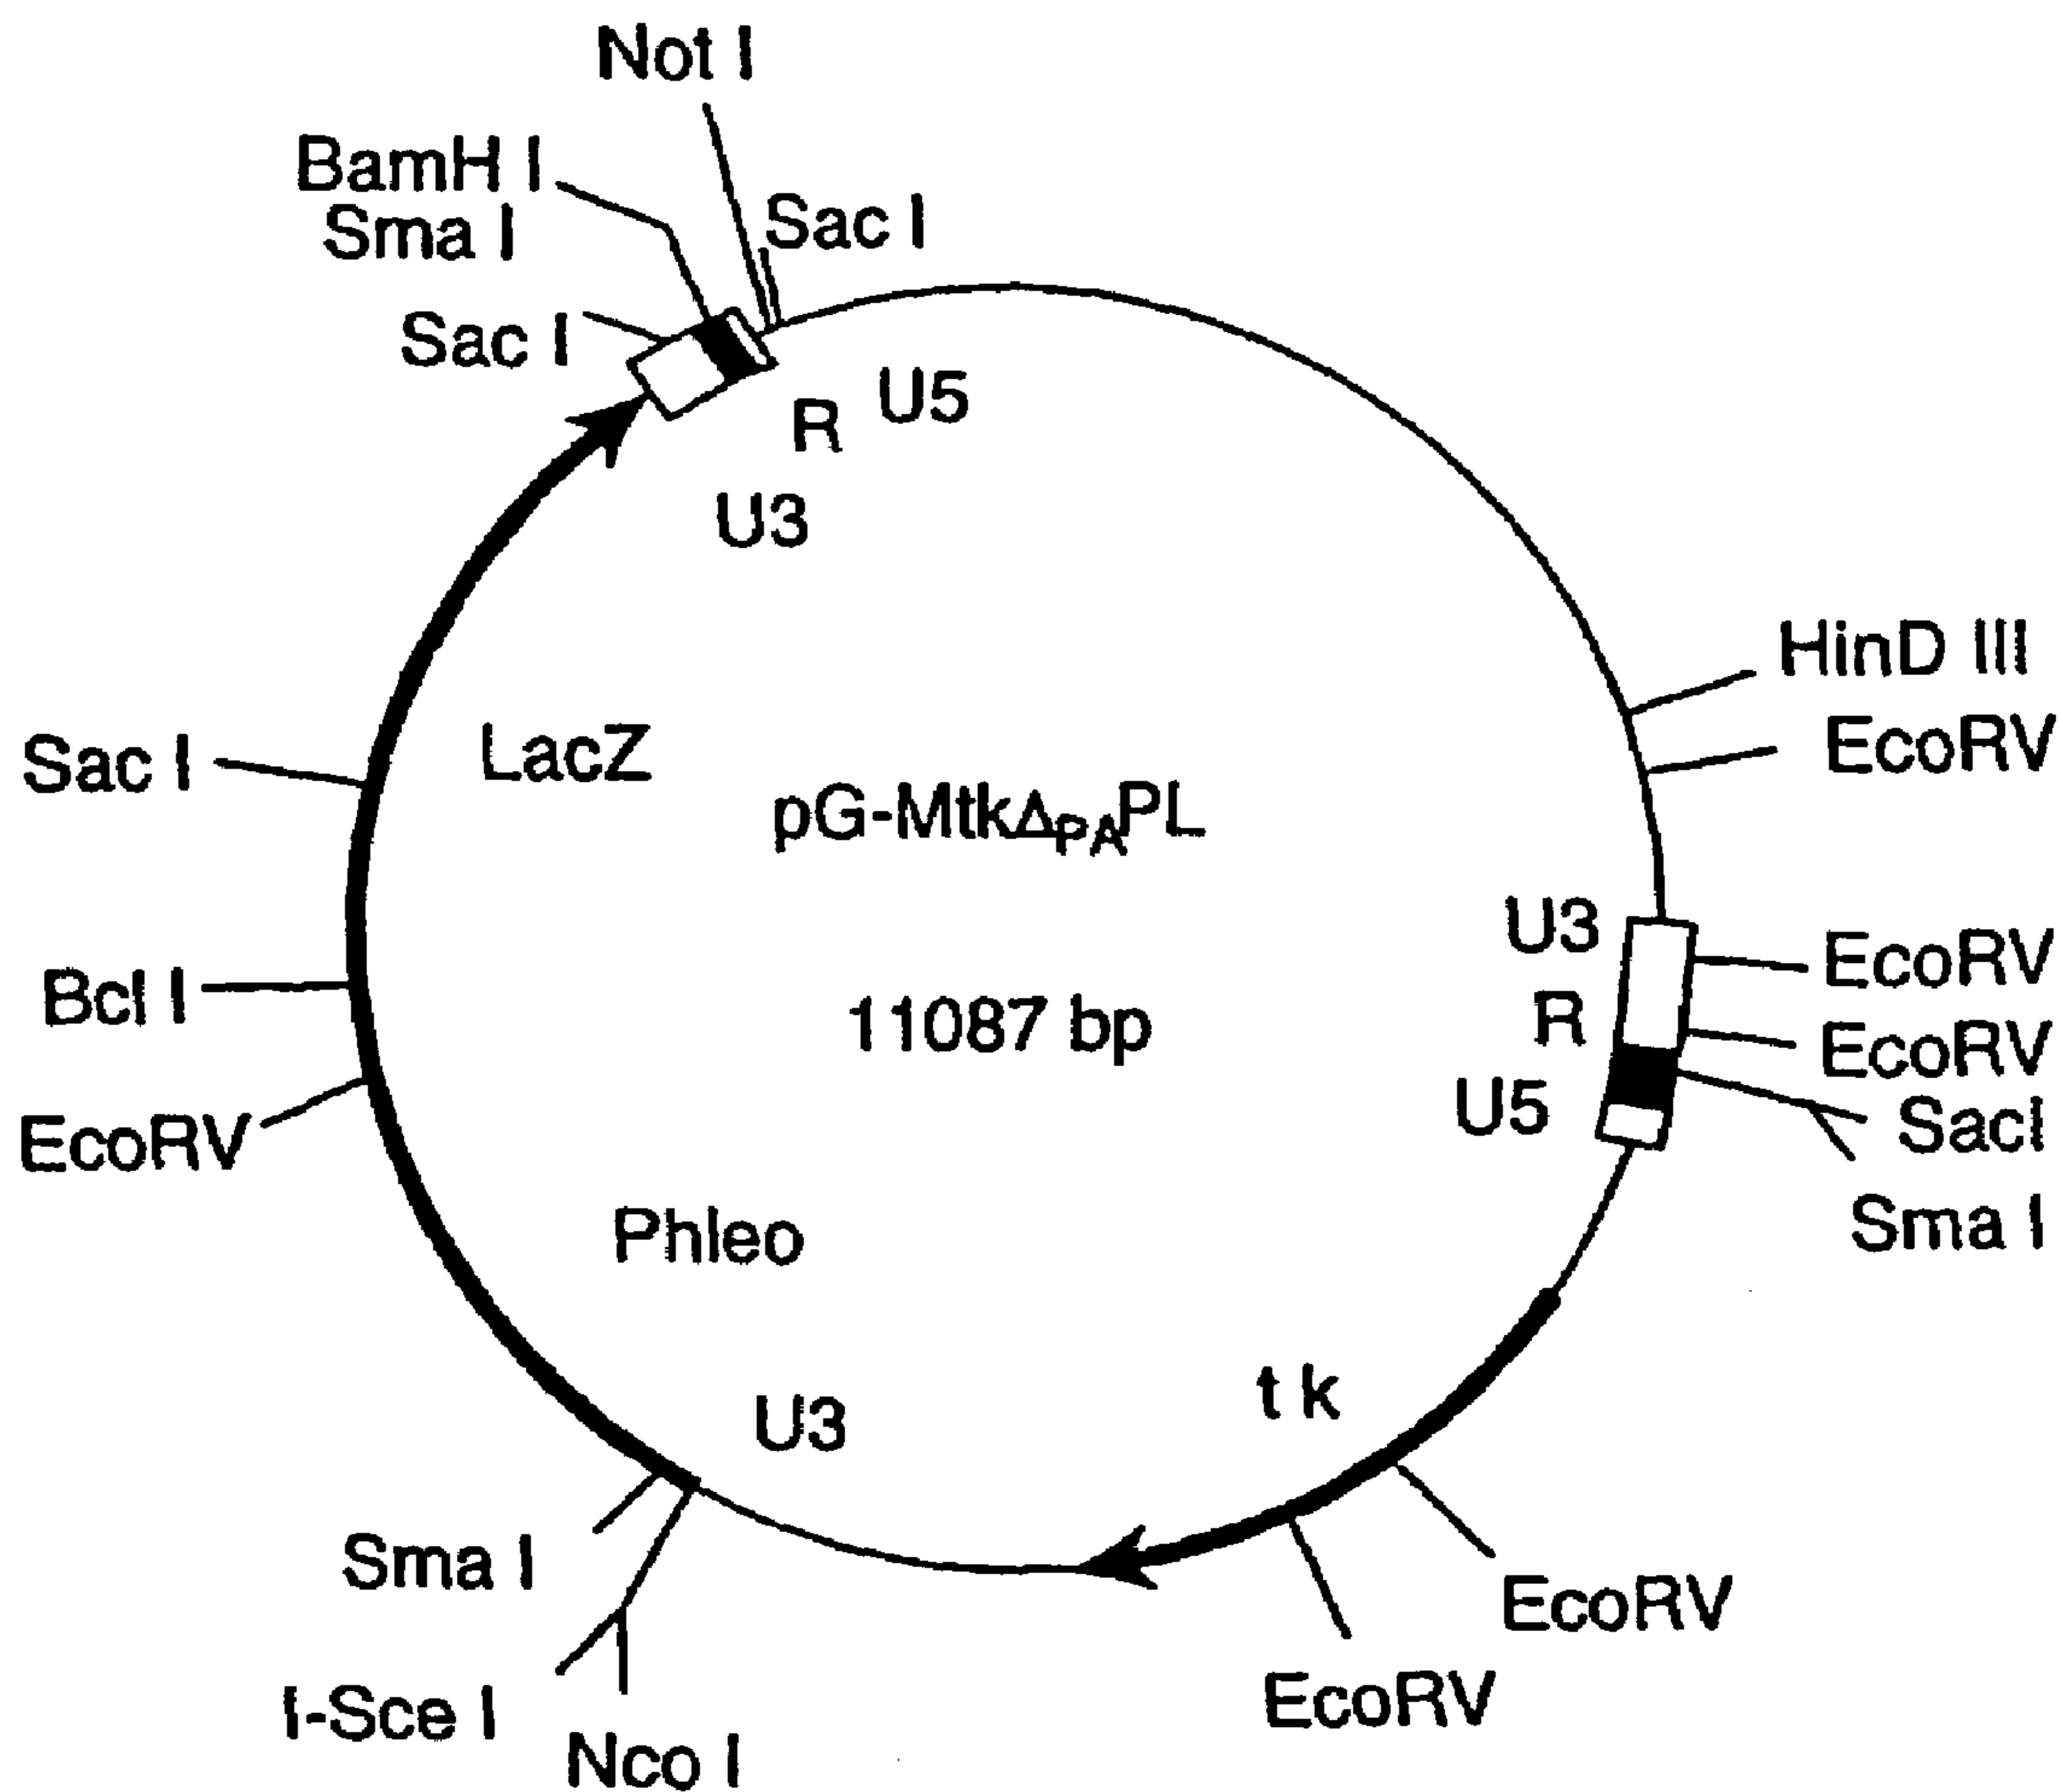 Not I
BamH I
Sma I
Sac I
Sac I
U5
R
U3
HinD III
EcoRV
Sac I
LacZ
pG-MtkΔpAPL
U3
EcoRV
Bcl I
11087 bp
R
EcoRV
U5
SacI
EcoRV
Sma I
Phleo
tk
U3
Sma I
EcoRV
I-Sce I
EcoRV
Nco I